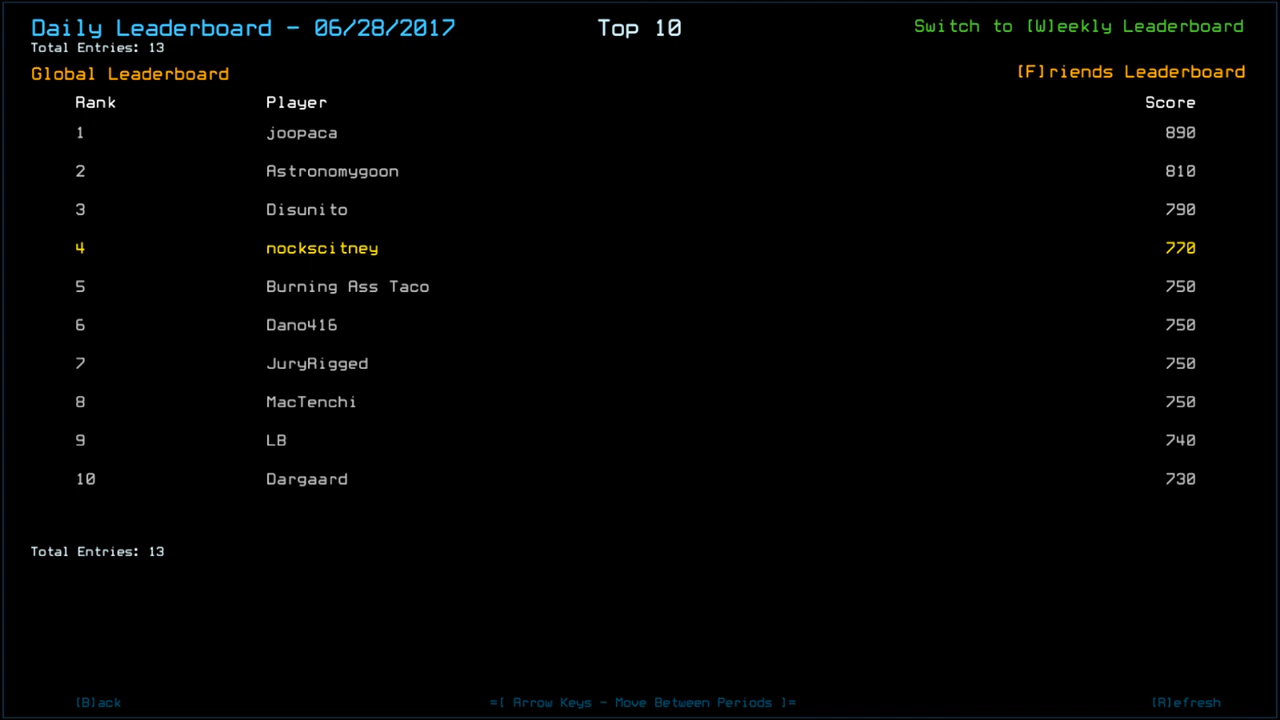 Daily Leaderboard - 06/28/2017 Top 10 Switch to [W]eekly Leaderboard
Total Entries: 13
Global Leaderboard [F]riends Leaderboard
Rank Player Score
1 joopaca 890
2 Astronomygoon 810
3 Disunito 790
4 nockscitney 770
5 Burning Ass Taco 750
6 Dano416 750
7 JuryRigged 750
8 MacTenchi 750
9 LB 740
10 Dargaard 730
Total Entries: 13
[B]ack =[ Arrow Keys - Move Between Periods ]= [R]efresh